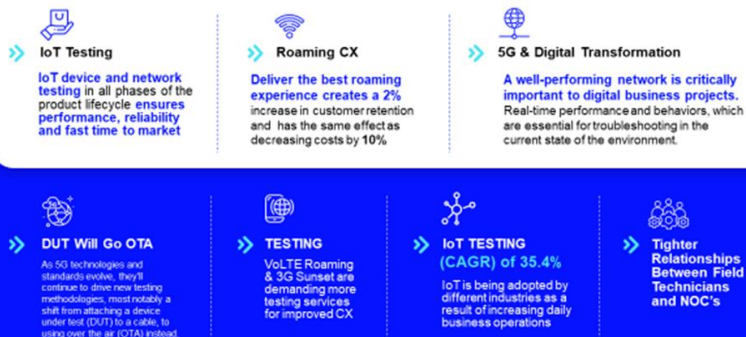 IoT Testing
IoT device and network
testing in all phases of the
product lifecycle ensures
performance, reliability
and fast time to market
Roaming CX
Deliver the best roaming
experience creates a 2%
increase in customer retention
and has the same effect as
decreasing costs by 10%
5G & Digital Transformation
A well-performing network is critically
important to digital business projects.
Real-time performance and behaviors, which
are essential for troubleshooting in the
current state of the environment.
DUT Will Go OTA
As 5G technologies and
standards evolve, they'll
continue to drive new testing
methodologies, most notably a
shift from attaching a device
under test (DUT) to a cable, to
using over the air (OTA) instead
TESTING
VoLTE Roaming
& 3G Sunset are
demanding more
testing services
for improved CX
IoT TESTING
(CAGR) of 35.4%
IoT is being adopted by
different industries as a
result of increasing daily
business operations
Tighter
Relationships
Between Field
Technicians
and NOC's